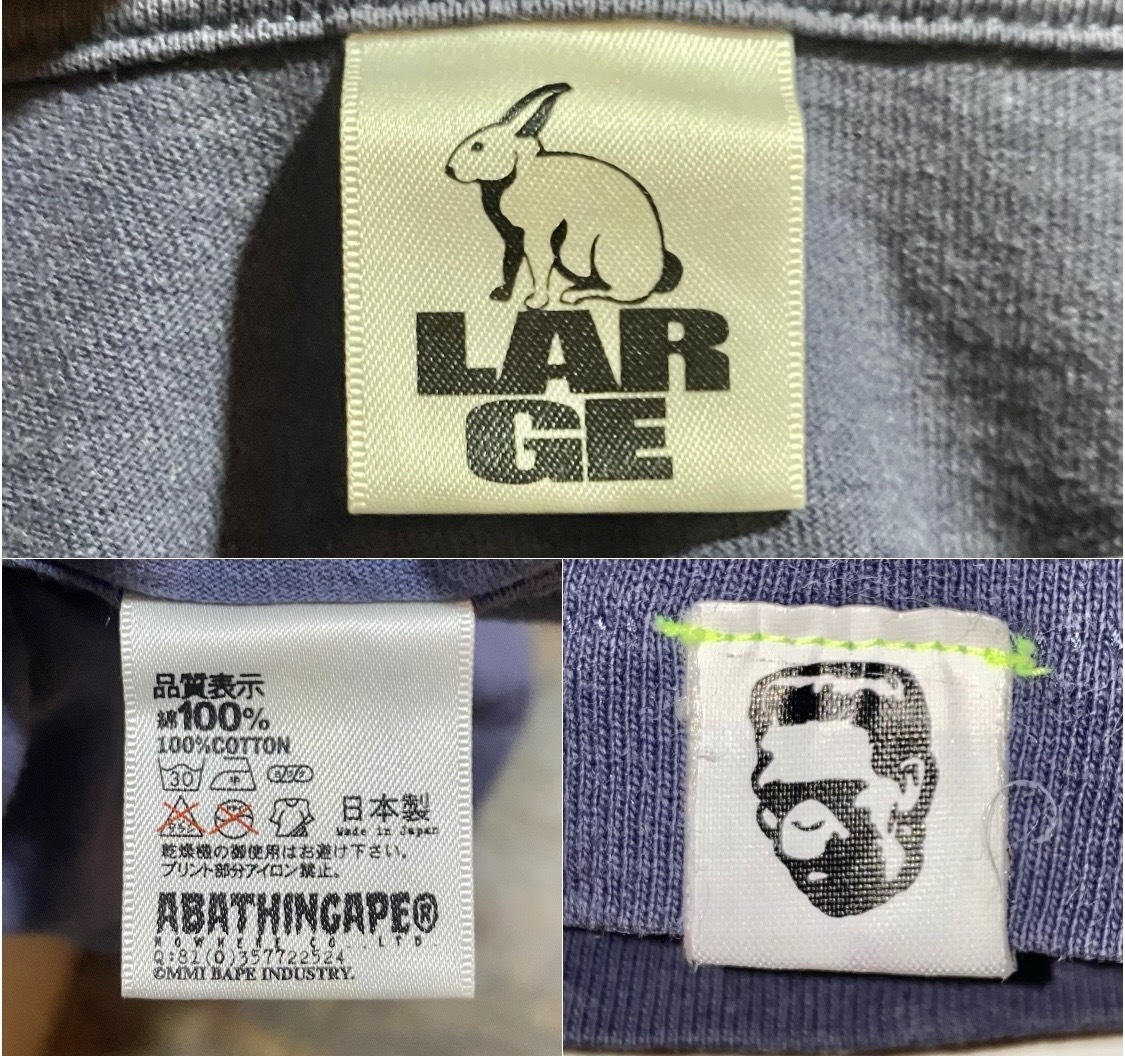 LAR
GE
品質表示
綿100%
100%COTTON
30
日本製
Made in Japan
乾燥機の御使用はお避け下さい。
プリント部分アイロン禁止。
ABATHINGAPE®
NOWHERE CO. LTD.
Q:81(0)357722524
©MMI BAPE INDUSTRY.